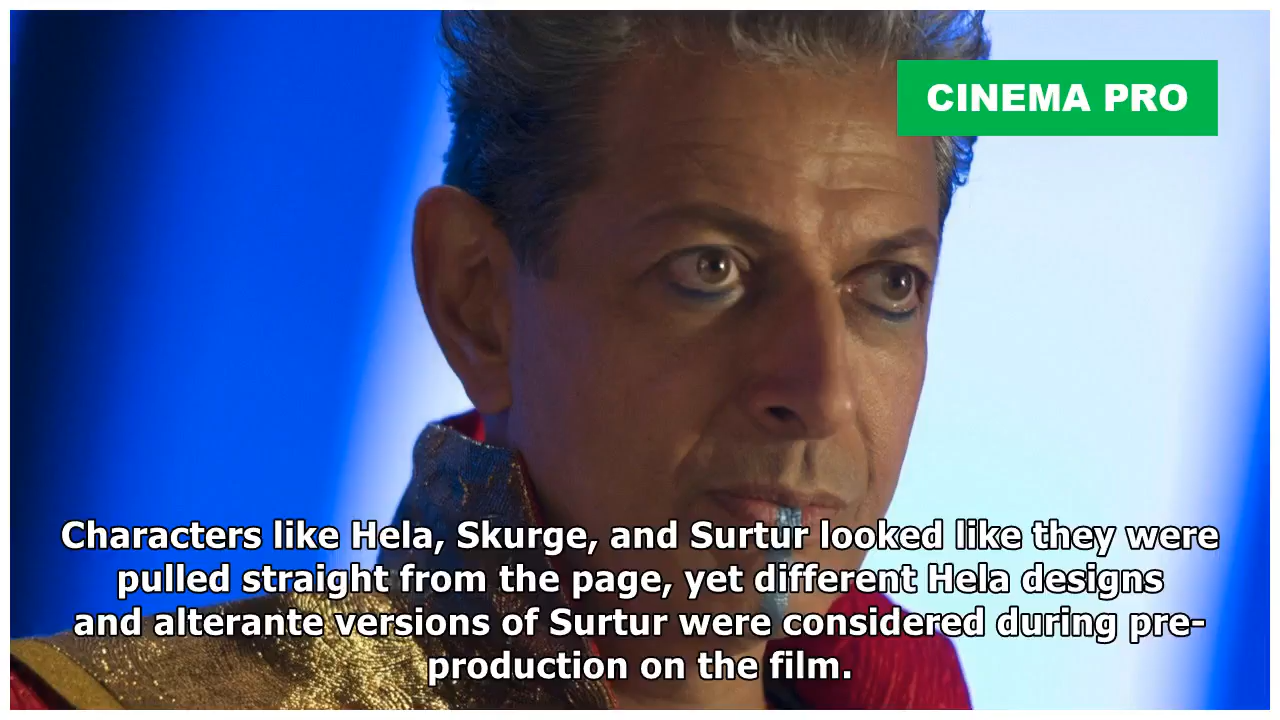 CINEMA PRO
Characters like Hela, Skurge, and Surtur looked like they were
pulled straight from the page, yet different Hela designs
and alterante versions of Surtur were considered during pre-
production on the film.